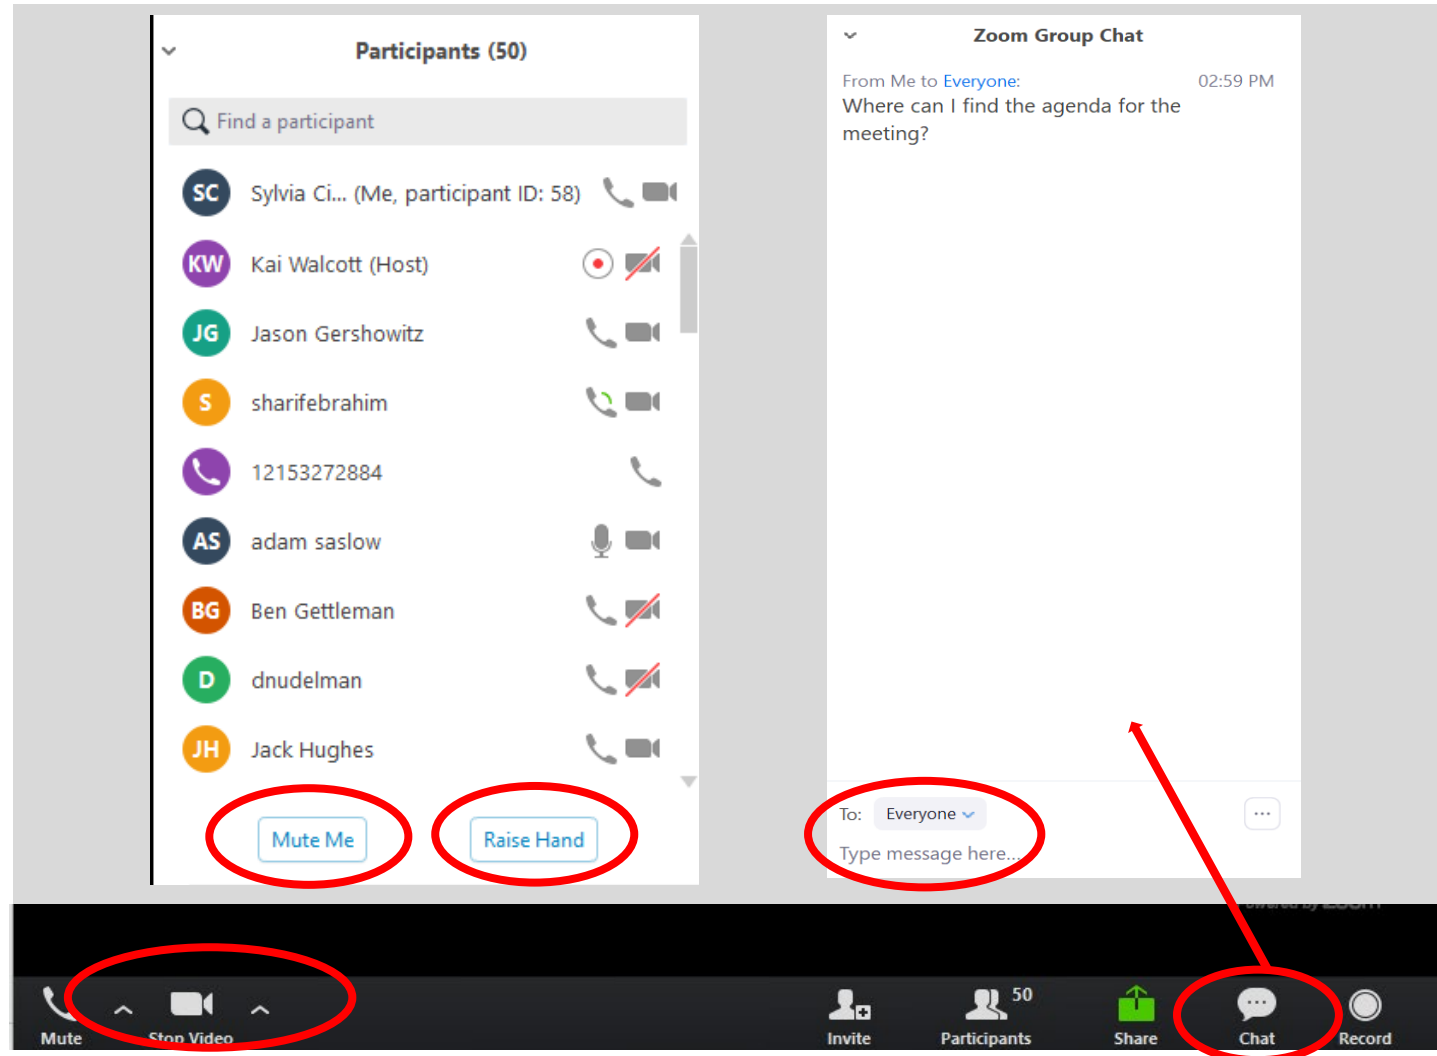 Participants (50)
Find a participant
SC Sylvia Ci... (Me, participant ID: 58)
KW Kai Walcott (Host)
JG Jason Gershowitz
S sharifebrahim
12153272884
AS adam saslow
BG Ben Gettleman
D dnudelman
JH Jack Hughes
Mute Me Raise Hand
Zoom Group Chat
From Me to Everyone: 02:59 PM
Where can I find the agenda for the
meeting?
To: Everyone
Type message here...
Powered by zoom
50
Mute Stop Video Invite Participants Share Chat Record